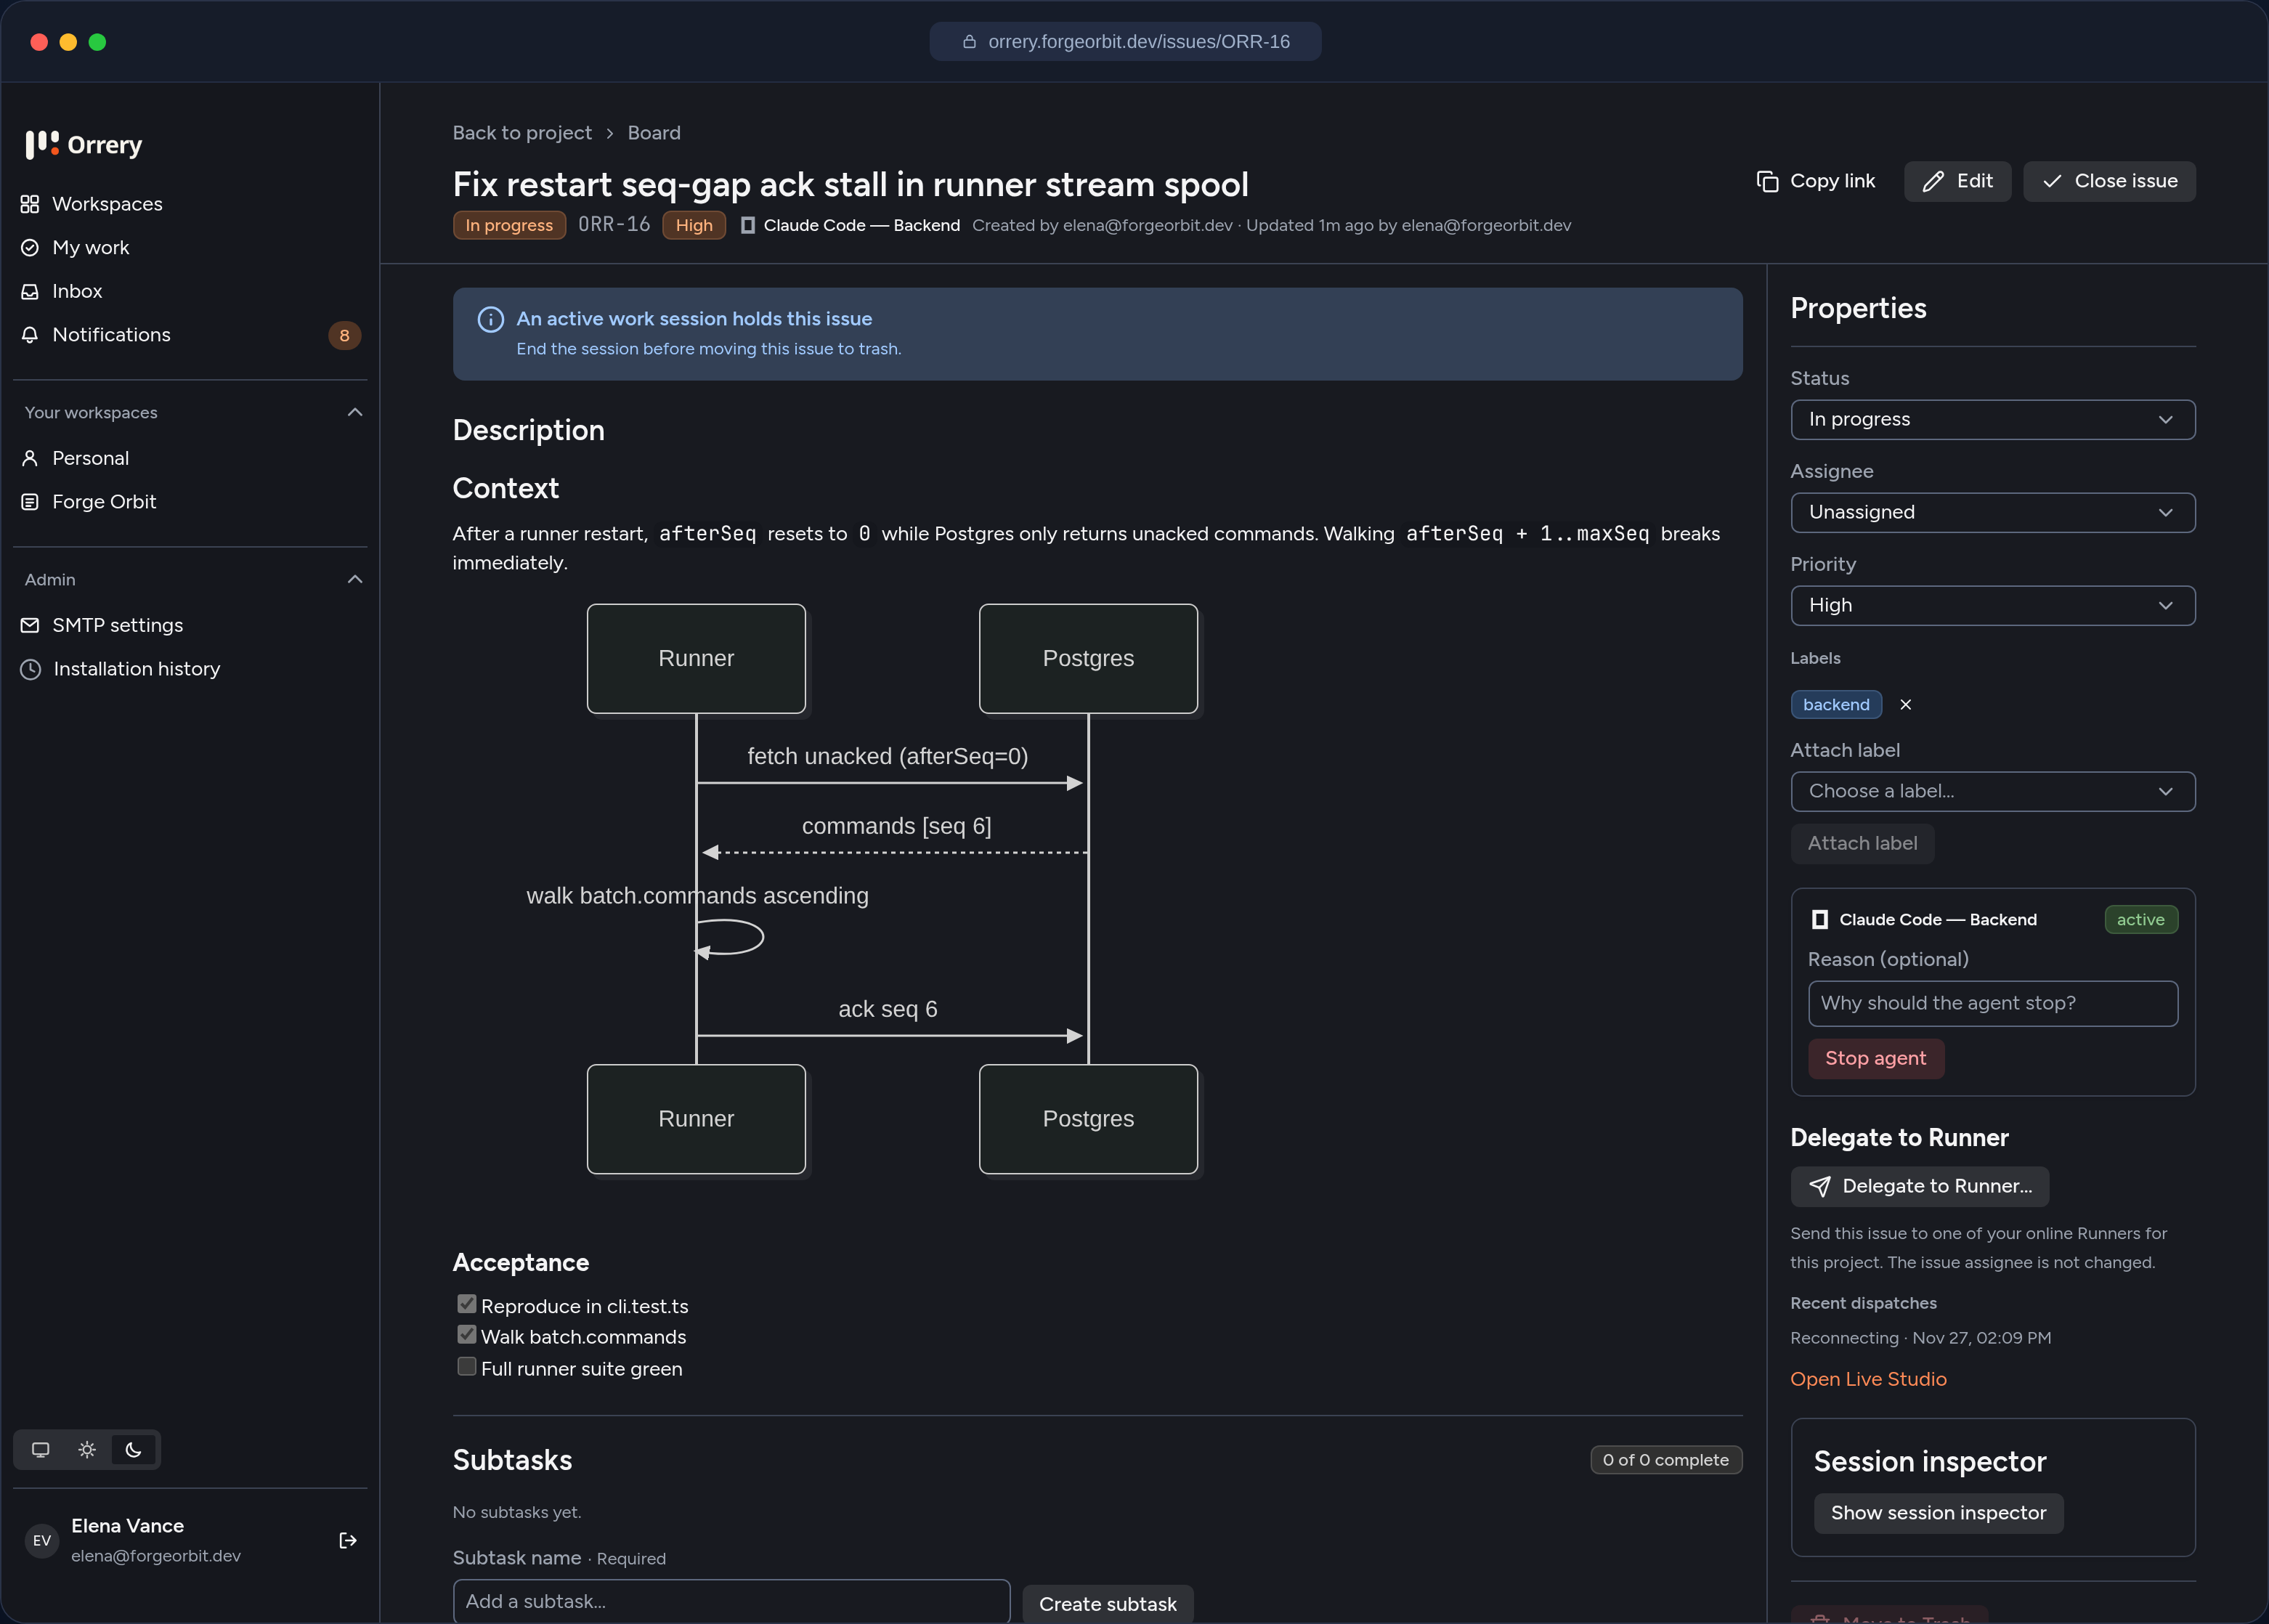 orrery.forgeorbit.dev/issues/ORR-16
Orrery
Workspaces
My work
Inbox
Notifications
8
Your workspaces
Personal
Forge Orbit
Admin
SMTP settings
Installation history
EV
Elena Vance
elena@forgeorbit.dev
Back to project
Board
Fix restart seq-gap ack stall in runner stream spool
Copy link
Edit
Close issue
In progress ORR-16 High Claude Code — Backend Created by elena@forgeorbit.dev · Updated 1m ago by elena@forgeorbit.dev
An active work session holds this issue
End the session before moving this issue to trash.
Description
Context
After a runner restart, afterSeq resets to 0 while Postgres only returns unacked commands. Walking afterSeq + 1..maxSeq breaks
immediately.
Runner
Postgres
fetch unacked (afterSeq=0)
commands [seq 6]
walk batch.commands ascending
ack seq 6
Runner
Postgres
Acceptance
Reproduce in cli.test.ts
Walk batch.commands
Full runner suite green
Subtasks
0 of 0 complete
No subtasks yet.
Subtask name · Required
Add a subtask...
Create subtask
Properties
Status
In progress
Assignee
Unassigned
Priority
High
Labels
backend
Attach label
Choose a label...
Attach label
Claude Code — Backend
active
Reason (optional)
Why should the agent stop?
Stop agent
Delegate to Runner
Delegate to Runner...
Send this issue to one of your online Runners for
this project. The issue assignee is not changed.
Recent dispatches
Reconnecting · Nov 27, 02:09 PM
Open Live Studio
Session inspector
Show session inspector
Move to Trash